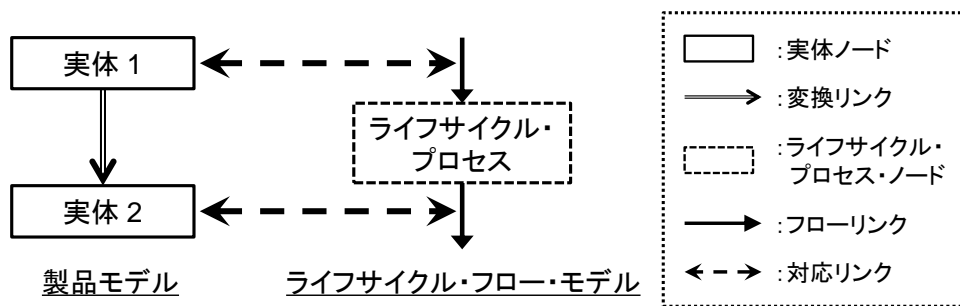 実体 1
ライフサイクル・
プロセス
実体 2
製品モデル
ライフサイクル・フロー・モデル
:実体ノード
:変換リンク
:ライフサイクル・
プロセス・ノード
:フローリンク
:対応リンク